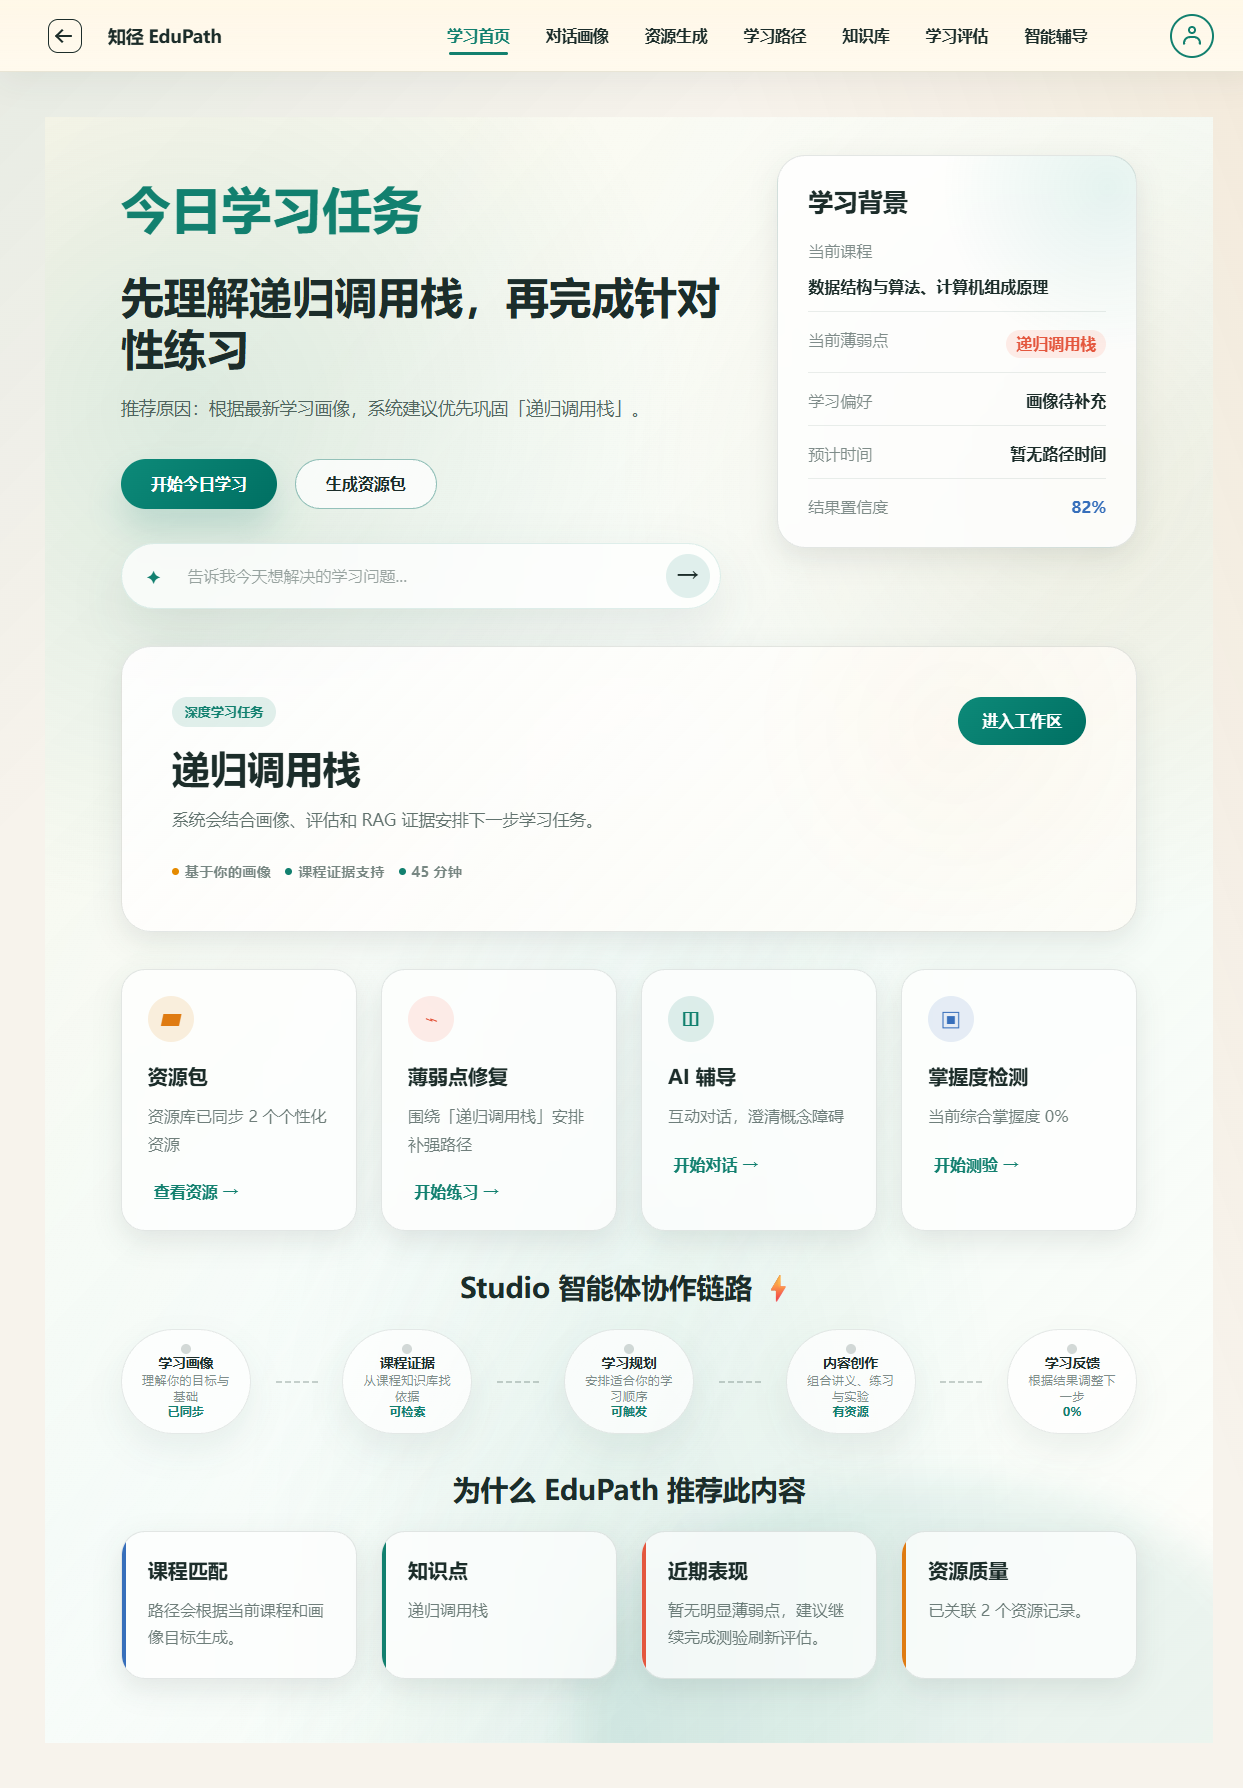 知径 EduPath
学习首页 对话画像 资源生成 学习路径 知识库 学习评估 智能辅导
今日学习任务
先理解递归调用栈，再完成针对
性练习
推荐原因：根据最新学习画像，系统建议优先巩固「递归调用栈」。
开始今日学习 生成资源包
告诉我今天想解决的学习问题...
学习背景
当前课程
数据结构与算法、计算机组成原理
当前薄弱点 递归调用栈
学习偏好 画像待补充
预计时间 暂无路径时间
结果置信度 82%
深度学习任务
进入工作区
递归调用栈
系统会结合画像、评估和 RAG 证据安排下一步学习任务。
基于你的画像 课程证据支持 45 分钟
资源包
资源库已同步 2 个个性化
资源
查看资源 →
薄弱点修复
围绕「递归调用栈」安排
补强路径
开始练习 →
AI 辅导
互动对话，澄清概念障碍
开始对话 →
掌握度检测
当前综合掌握度 0%
开始测验 →
Studio 智能体协作链路
学习画像
理解你的目标与
基础
已同步
课程证据
从课程知识库找
依据
可检索
学习规划
安排适合你的学
习顺序
可触发
内容创作
组合讲义、练习
与实验
有资源
学习反馈
根据结果调整下
一步
0%
为什么 EduPath 推荐此内容
课程匹配
路径会根据当前课程和画
像目标生成。
知识点
递归调用栈
近期表现
暂无明显薄弱点，建议继
续完成测验刷新评估。
资源质量
已关联 2 个资源记录。